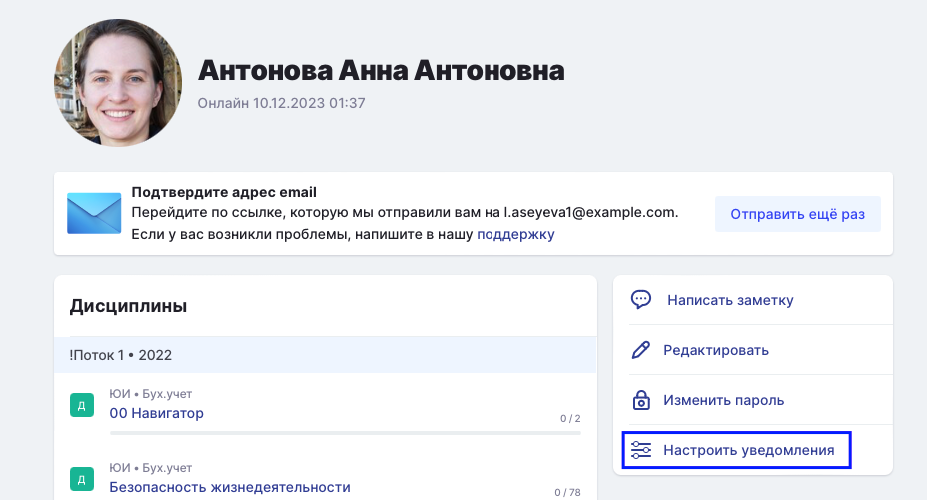 Антонова Анна Антоновна
Онлайн 10.12.2023 01:37
Подтвердите адрес email
Перейдите по ссылке, которую мы отправили вам на l.aseyeva1@example.com.
Если у вас возникли проблемы, напишите в нашу поддержку
Отправить ещё раз
Дисциплины
!Поток 1 • 2022
ЮИ • Бух.учет
Д
00 Навигатор
0 / 2
ЮИ • Бух.учет
Д
Безопасность жизнедеятельности
0 / 78
Написать заметку
Редактировать
Изменить пароль
Настроить уведомления